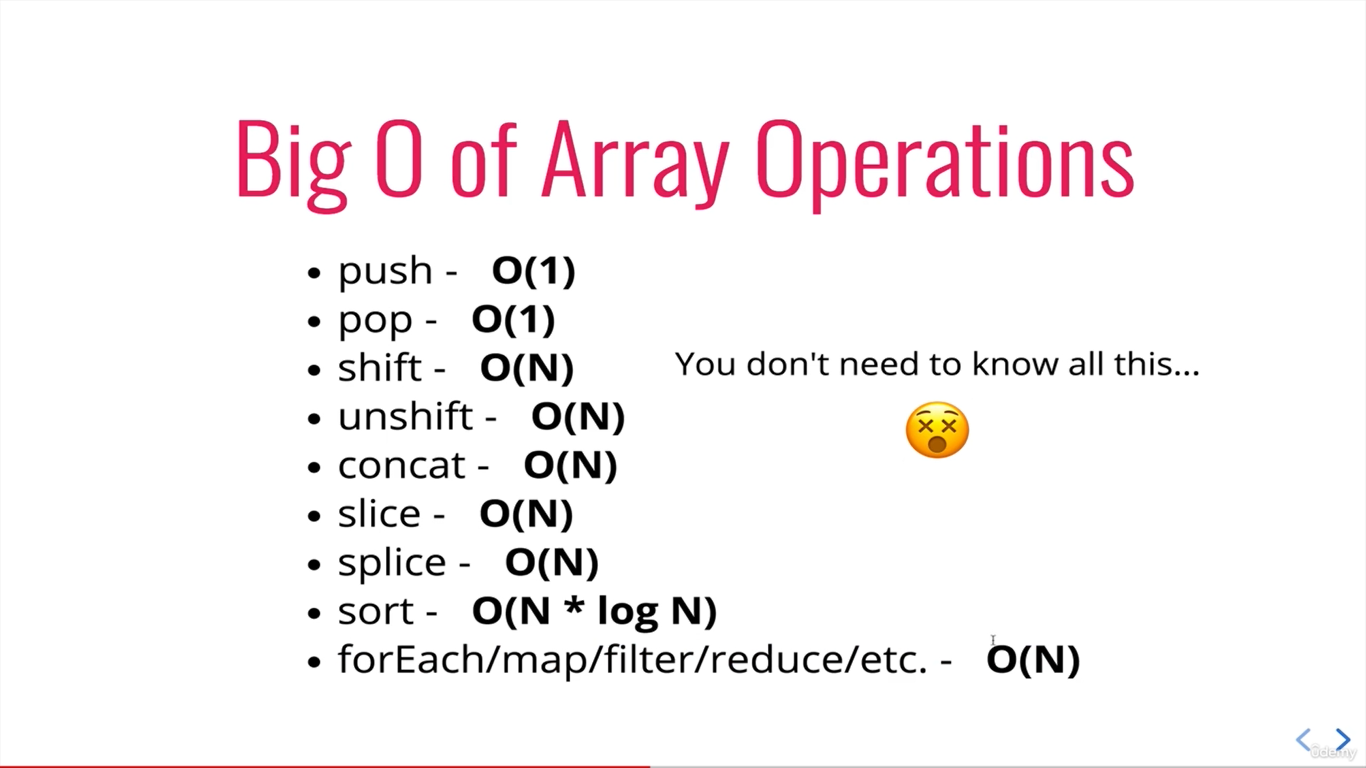 Big O of Array Operations
• push - O(1)
• pop - O(1)
• shift - O(N)
• unshift - O(N)
• concat - O(N)
• slice - O(N)
• splice - O(N)
• sort - O(N * log N)
• forEach/map/filter/reduce/etc. - O(N)
You don't need to know all this...
Udemy